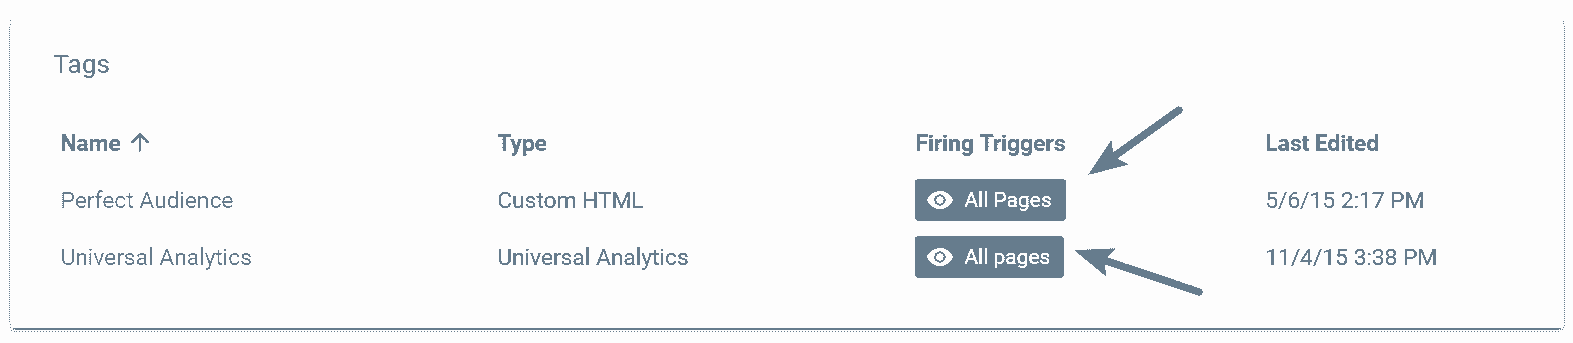 Tags
Name ↑ Type Firing Triggers Last Edited
Perfect Audience Custom HTML All Pages 5/6/15 2:17 PM
Universal Analytics Universal Analytics All pages 11/4/15 3:38 PM